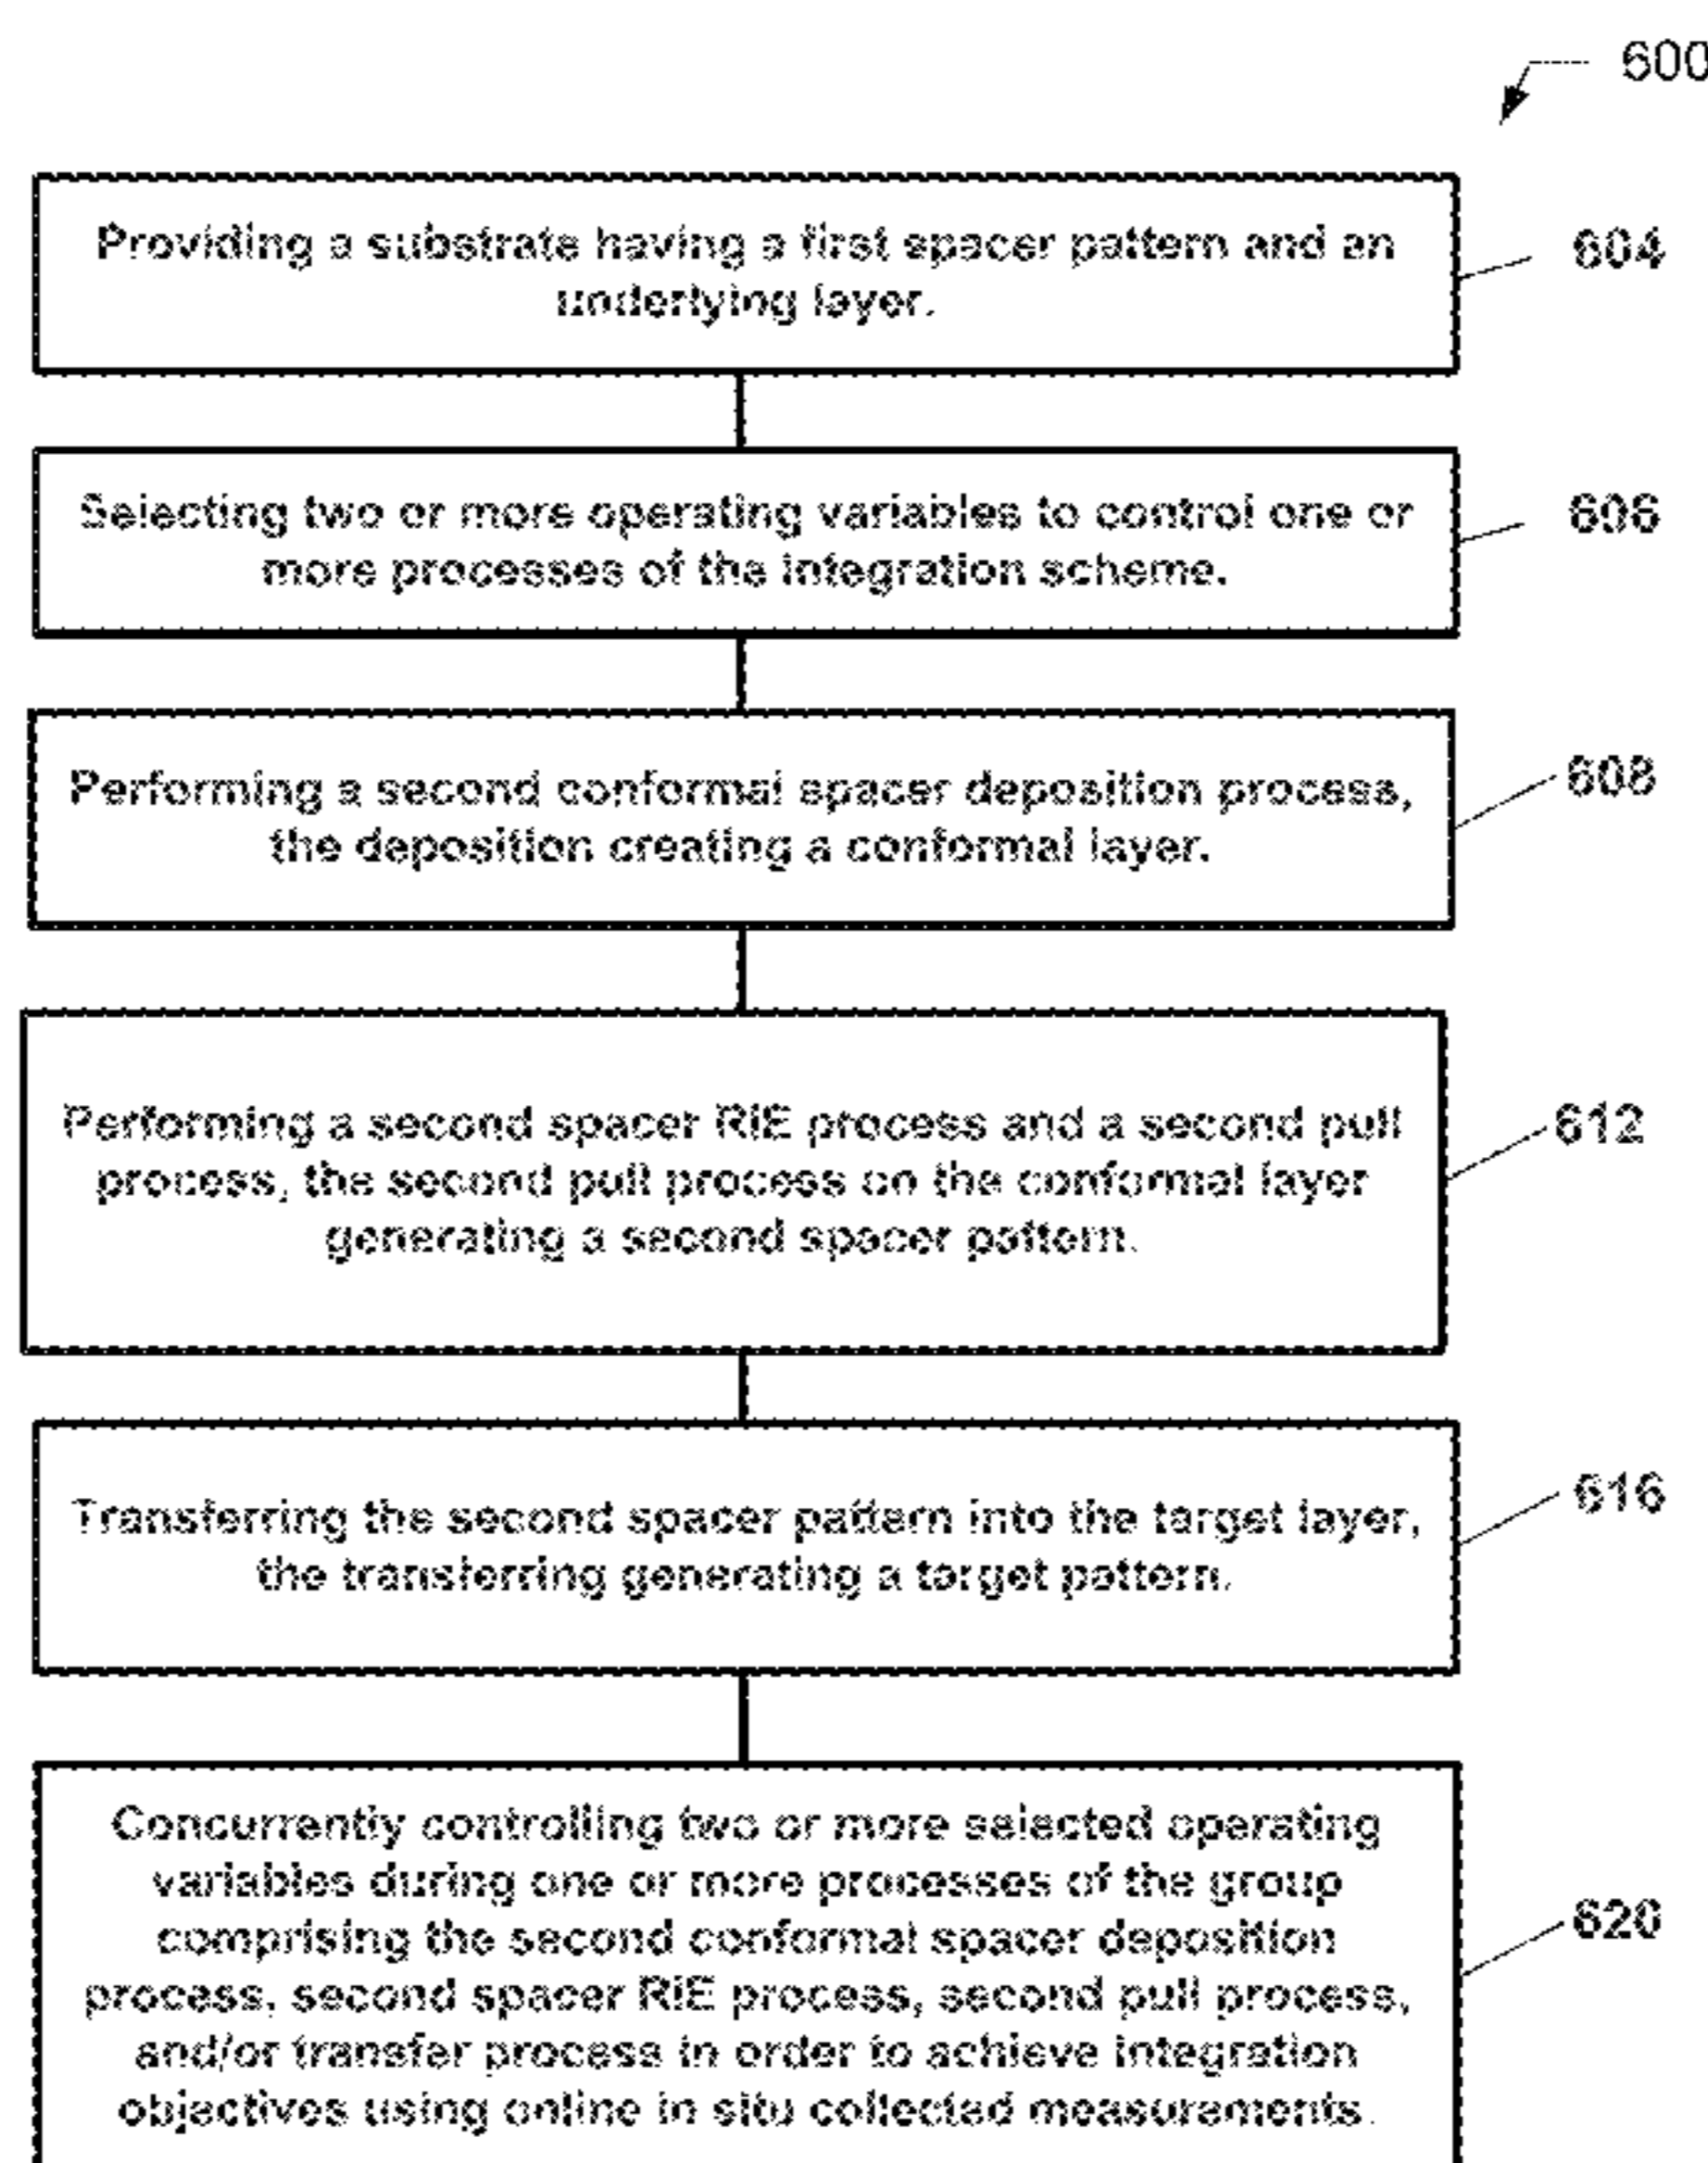 600
Providing a substrate having a first spacer pattern and an
underlying layer.
604
Selecting two or more operating variables to control one or
more processes of the integration scheme.
606
Performing a second conformal spacer deposition process,
the deposition creating a conformal layer.
608
Performing a second spacer RIE process and a second pull
process, the second pull process on the conformal layer
generating a second spacer pattern.
612
Transferring the second spacer pattern into the target layer,
the transferring generating a target pattern.
616
Concurrently controlling two or more selected operating
variables during one or more processes of the group
comprising the second conformal spacer deposition
process, second spacer RIE process, second pull process,
and/or transfer process in order to achieve integration
objectives using online in situ collected measurements.
620